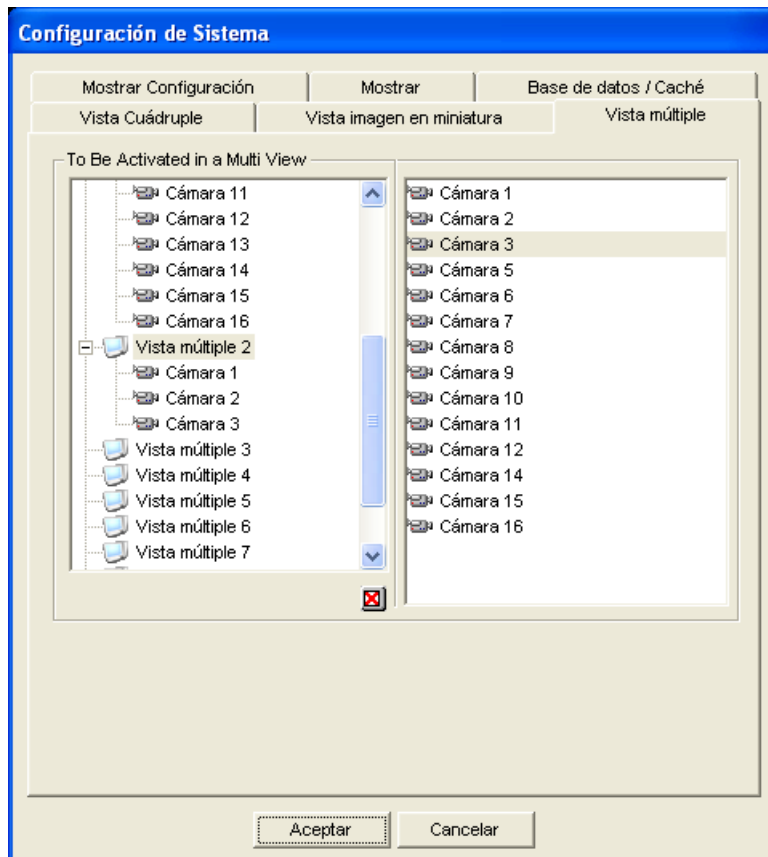 Configuración de Sistema
Mostrar Configuración
Mostrar
Base de datos / Caché
Vista Cuádruple
Vista imagen en miniatura
Vista múltiple
To Be Activated in a Multi View
Cámara 11
Cámara 12
Cámara 13
Cámara 14
Cámara 15
Cámara 16
Vista múltiple 2
Cámara 1
Cámara 2
Cámara 3
Vista múltiple 3
Vista múltiple 4
Vista múltiple 5
Vista múltiple 6
Vista múltiple 7
Cámara 1
Cámara 2
Cámara 3
Cámara 5
Cámara 6
Cámara 7
Cámara 8
Cámara 9
Cámara 10
Cámara 11
Cámara 12
Cámara 14
Cámara 15
Cámara 16
Aceptar
Cancelar